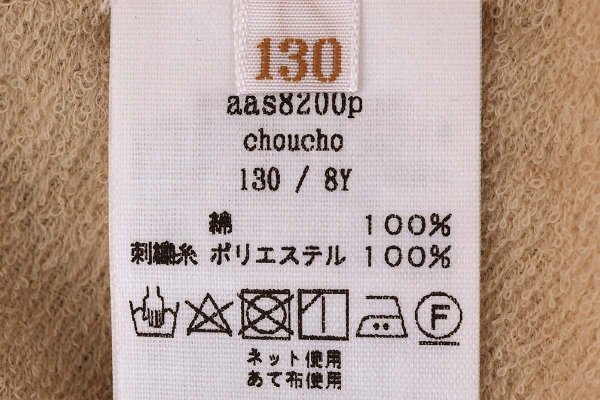 130
aas8200p
choucho
130 / 8Y
綿 100%
刺繍糸 ポリエステル 100%
F
ネット使用
あて布使用